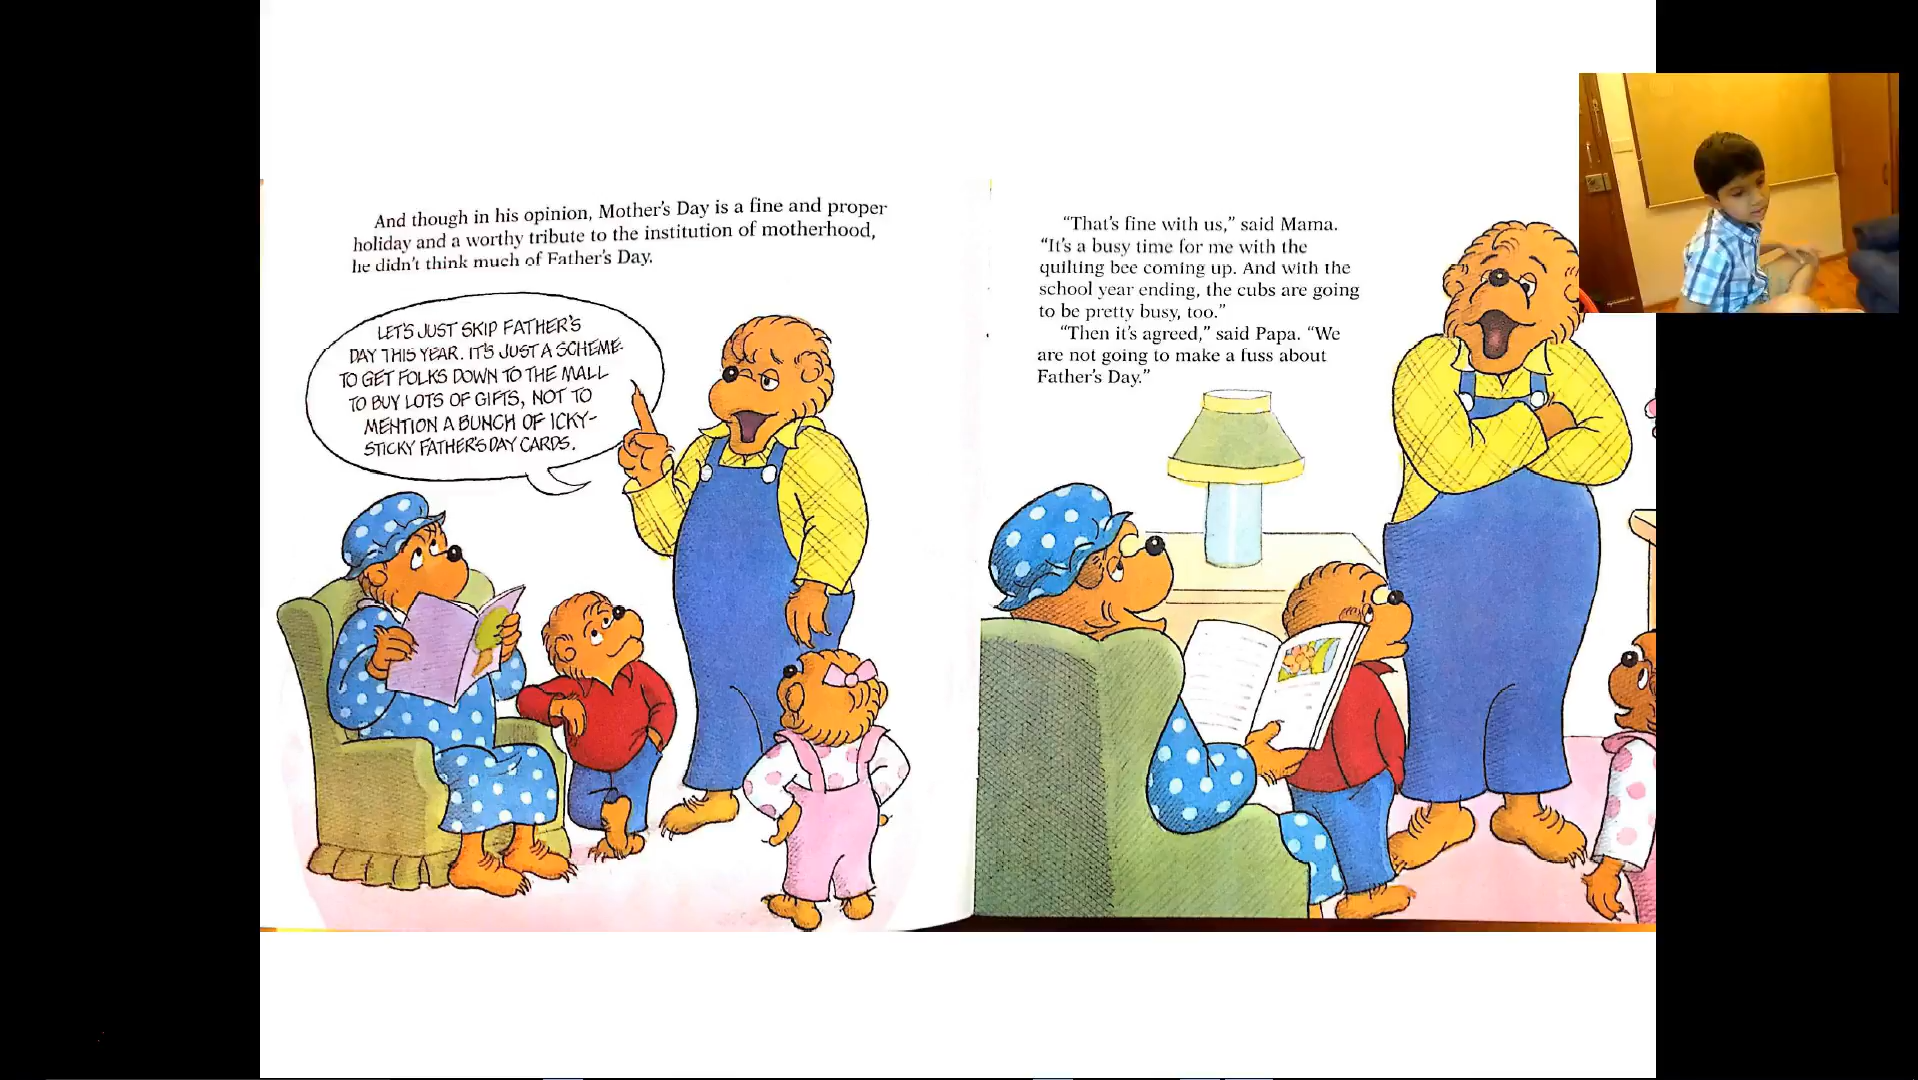 And though in his opinion, Mother's Day is a fine and proper
holiday and a worthy tribute to the institution of motherhood,
he didn't think much of Father's Day.
LET'S JUST SKIP FATHER'S
DAY THIS YEAR. IT'S JUST A SCHEME
TO GET FOLKS DOWN TO THE MALL
TO BUY LOTS OF GIFTS, NOT TO
MENTION A BUNCH OF ICKY-
STICKY FATHER'S DAY CARDS.
“That's fine with us,” said Mama.
“It's a busy time for me with the
quilting bee coming up. And with the
school year ending, the cubs are going
to be pretty busy, too.”
“Then it's agreed,” said Papa. “We
are not going to make a fuss about
Father's Day.”